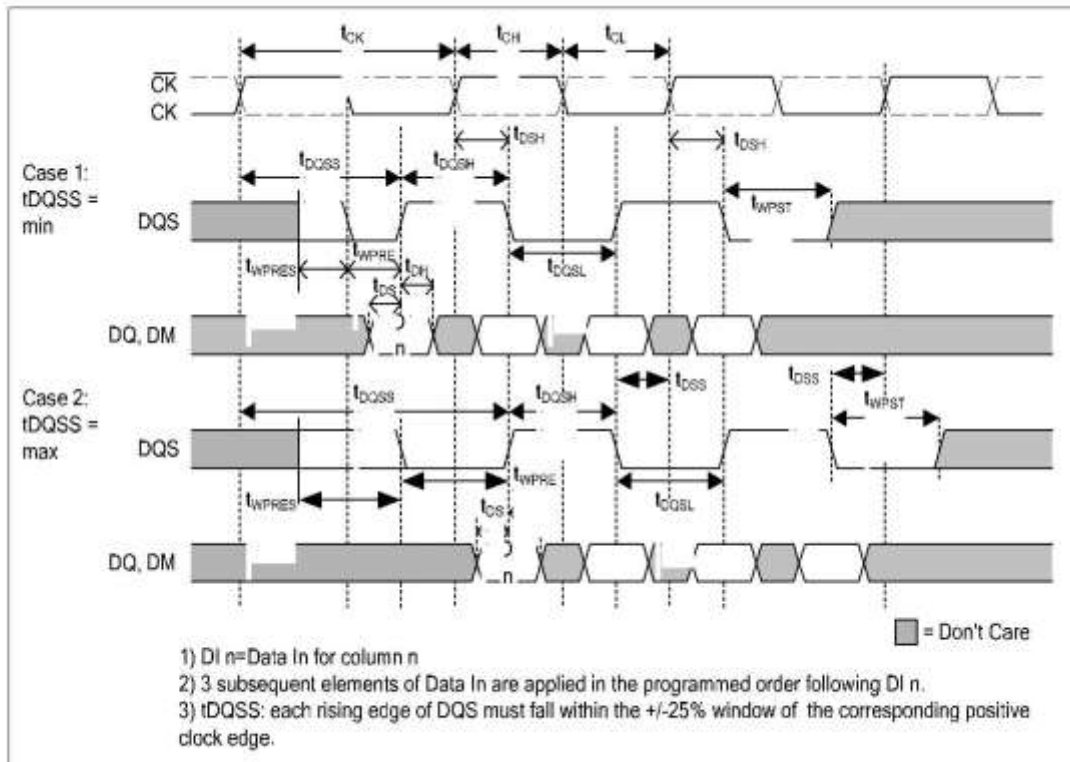 tCK tCH tCL
CK
CK
tDSH tDSH
Case 1:
tDQSS =
min
tDQSS tDQSH
DQS
tWPST
tWPRES tWPRE tDQSL
tDH
tDS
DQ, DM
n
tDSS tDSS
Case 2:
tDQSS =
max
tDQSS tDQSH tWPST
DQS
tWPRES tWPRE tDQSL
tDS
DQ, DM
n
= Don't Care
1) DI n=Data In for column n
2) 3 subsequent elements of Data In are applied in the programmed order following DI n.
3) tDQSS: each rising edge of DQS must fall within the +/-25% window of the corresponding positive
clock edge.